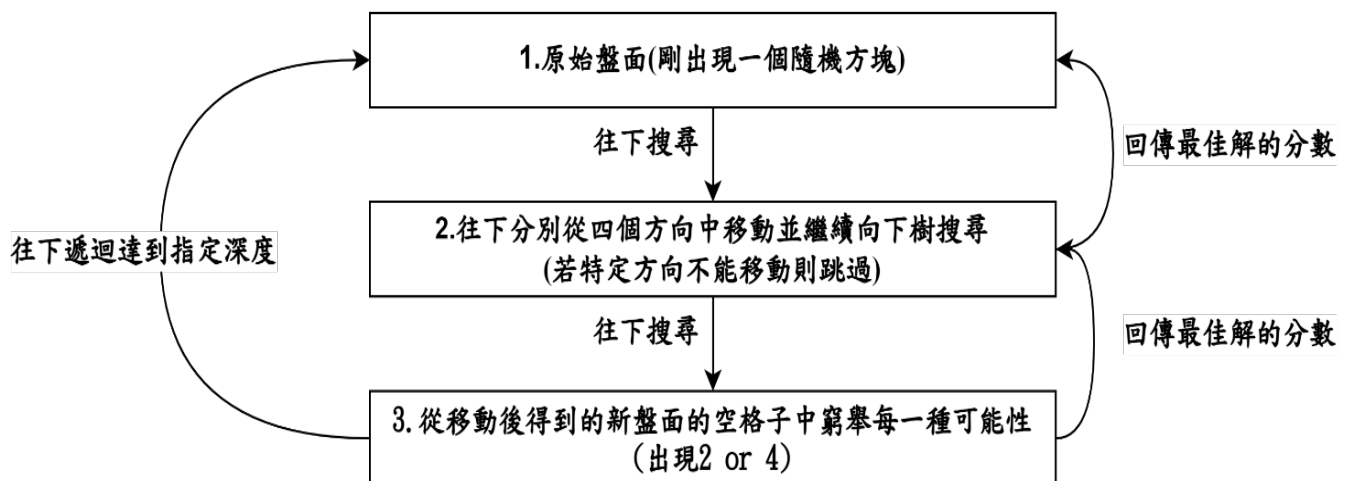 1.原始盤面(剛出現一個隨機方塊)
往下搜尋
回傳最佳解的分數
2.往下分別從四個方向中移動並繼續向下樹搜尋
(若特定方向不能移動則跳過)
往下遞迴達到指定深度
往下搜尋
回傳最佳解的分數
3.從移動後得到的新盤面的空格子中窮舉每一種可能性
(出現2 or 4)